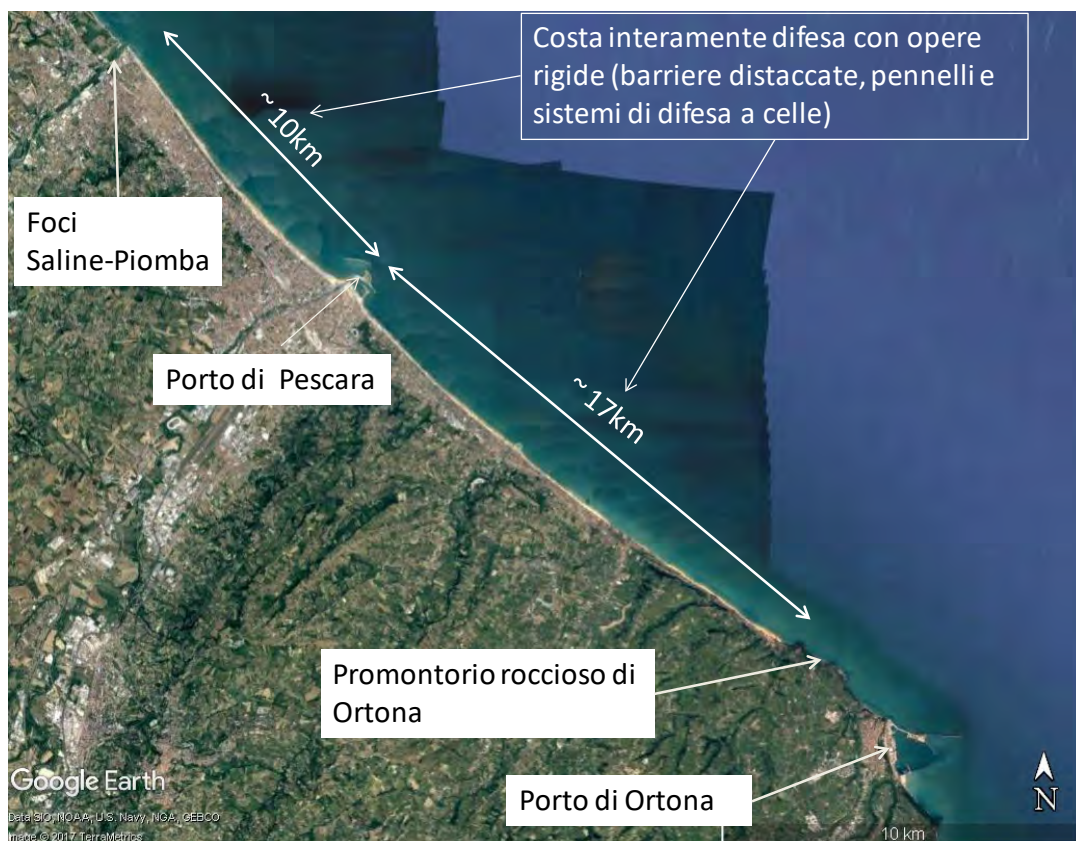 Costa interamente difesa con opere
rigide (barriere distaccate, pennelli e
sistemi di difesa a celle)
~10km
Foci
Saline-Piomba
Porto di Pescara
~17km
Promontorio roccioso di
Ortona
Porto di Ortona
N
Google Earth
Data SIO, NOAA, U.S. Navy, NGA, GEBCO
Image © 2017 TerraMetrics
10 km